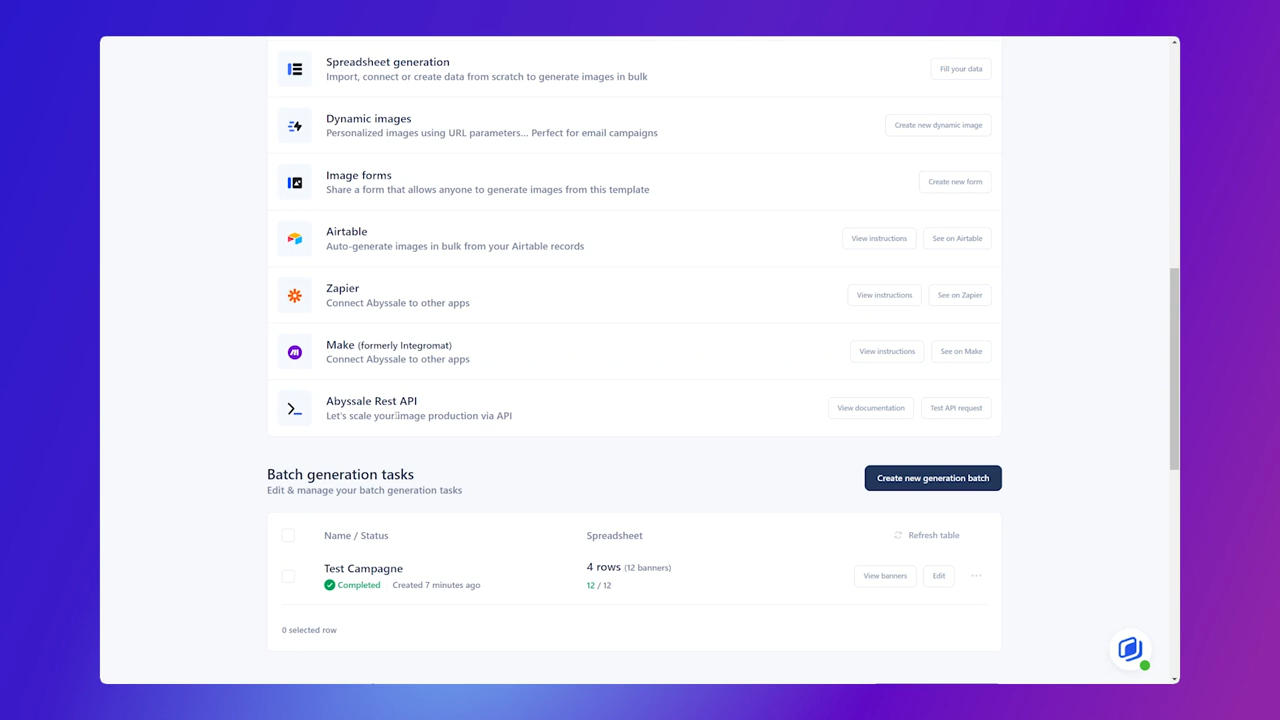 Spreadsheet generation
Import, connect or create data from scratch to generate images in bulk
Fill your data
Dynamic images
Personalized images using URL parameters... Perfect for email campaigns
Create new dynamic image
Image forms
Share a form that allows anyone to generate images from this template
Create new form
Airtable
Auto-generate images in bulk from your Airtable records
View instructions
See on Airtable
Zapier
Connect Abyssale to other apps
View instructions
See on Zapier
Make (formerly Integromat)
Connect Abyssale to other apps
View instructions
See on Make
Abyssale Rest API
Let's scale your image production via API
View documentation
Test API request
Batch generation tasks
Edit & manage your batch generation tasks
Create new generation batch
Name / Status
Spreadsheet
Refresh table
Test Campagne
Completed Created 7 minutes ago
4 rows (12 banners)
12 / 12
View banners
Edit
0 selected row